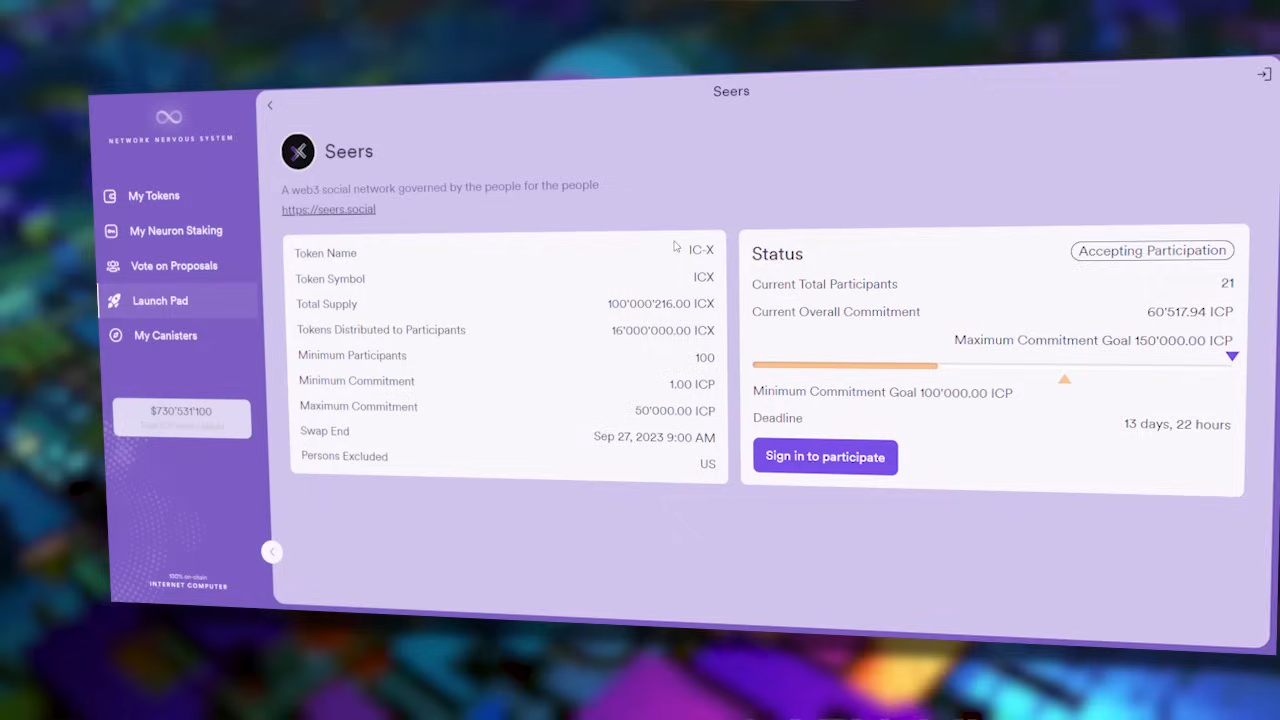 Seers
NETWORK NERVOUS SYSTEM
My Tokens
My Neuron Staking
Vote on Proposals
Launch Pad
My Canisters
$730'531'100
100% on-chain
INTERNET COMPUTER
Seers
A web3 social network governed by the people for the people
https://seers.social
Token Name IC-X
Token Symbol ICX
Total Supply 100'000'216.00 ICX
Tokens Distributed to Participants 16'000'000.00 ICX
Minimum Participants 100
Minimum Commitment 1.00 ICP
Maximum Commitment 50'000.00 ICP
Swap End Sep 27, 2023 9:00 AM
Persons Excluded US
Status Accepting Participation
Current Total Participants 21
Current Overall Commitment 60'517.94 ICP
Maximum Commitment Goal 150'000.00 ICP
Minimum Commitment Goal 100'000.00 ICP
Deadline 13 days, 22 hours
Sign in to participate